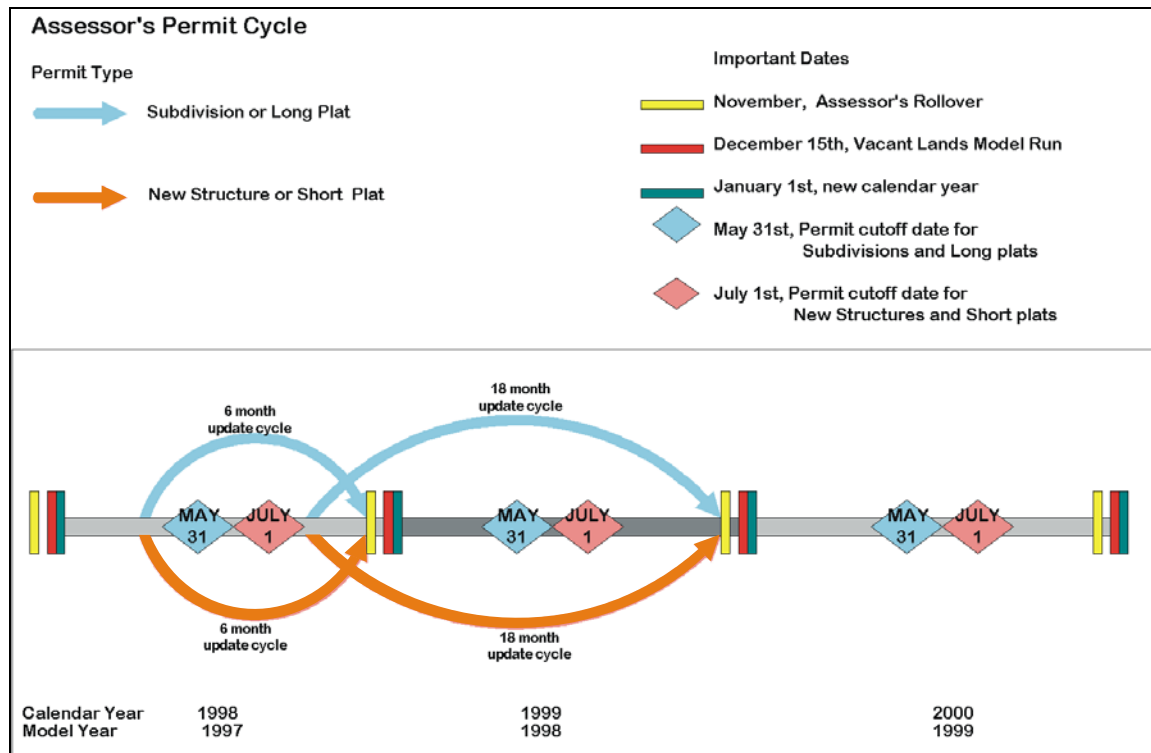 Assessor's Permit Cycle
Permit Type
Subdivision or Long Plat
New Structure or Short Plat
Important Dates
November, Assessor's Rollover
December 15th, Vacant Lands Model Run
January 1st, new calendar year
May 31st, Permit cutoff date for
Subdivisions and Long plats
July 1st, Permit cutoff date for
New Structures and Short plats
6 month
update cycle
18 month
update cycle
MAY
31
JULY
1
MAY
31
JULY
1
MAY
31
JULY
1
6 month
update cycle
18 month
update cycle
Calendar Year 1998 1999 2000
Model Year 1997 1998 1999